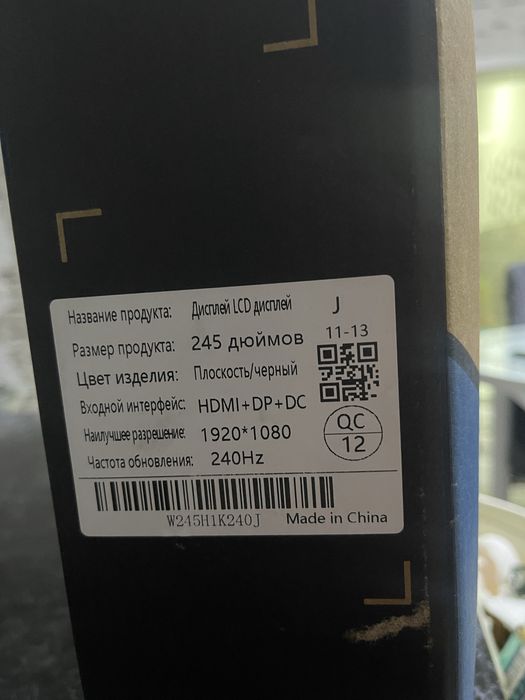 Название продукта: Дисплей LCD дисплей J
Размер продукта: 245 дюймов 11-13
Цвет изделия: Плоскость/черный
Входной интерфейс: HDMI+DP+DC
QC
Наилучшее разрешение: 1920*1080
12
Частота обновления: 240Hz
W245H1K240J Made in China